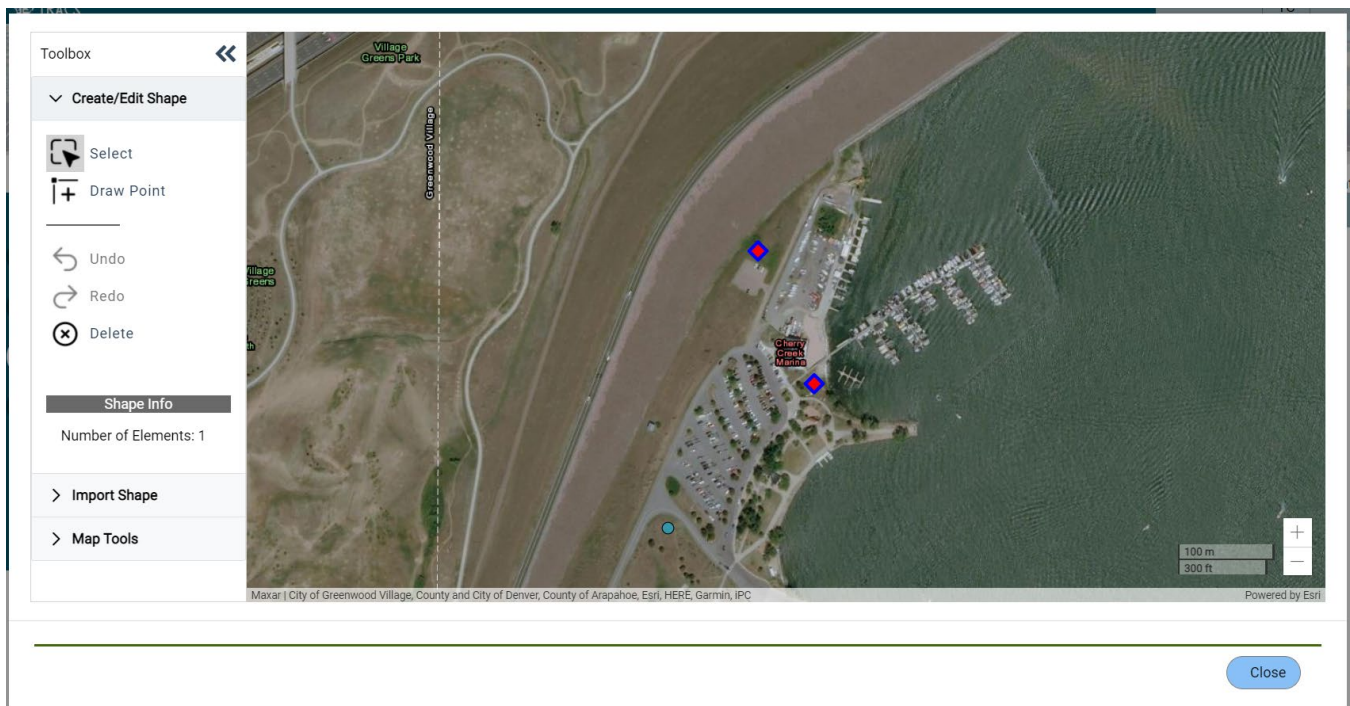 TRACS
Toolbox
Create/Edit Shape
Select
Draw Point
Undo
Redo
Delete
Shape Info
Number of Elements: 1
Import Shape
Map Tools
Village
Greens Park
Greenwood Village
Village
Greens
Cherry
Creek
Marina
100 m
300 ft
Maxar | City of Greenwood Village, County and City of Denver, County of Arapahoe, Esri, HERE, Garmin, iPC
Powered by Esri
Close